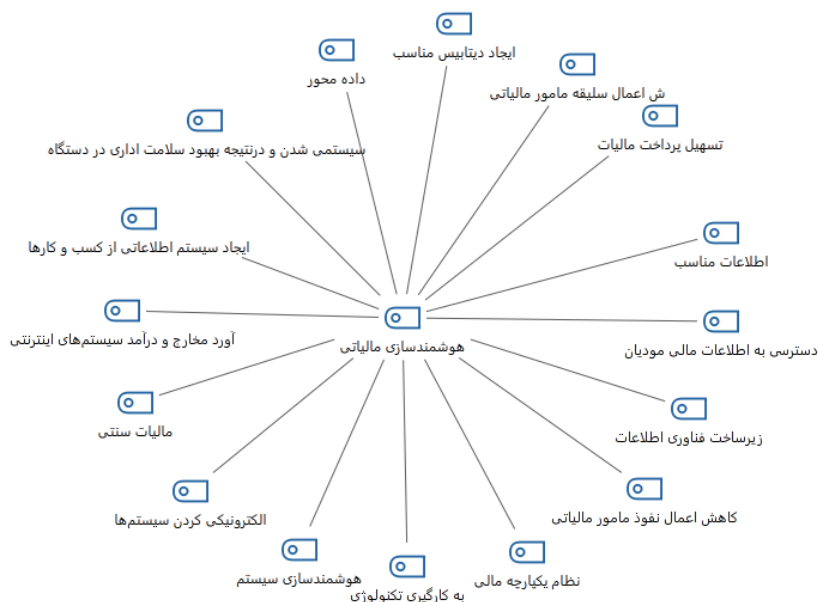 ایجاد دیتابیس مناسب
داده محور
ش اعمال سلیقه مامور مالیاتی
تسهیل پرداخت مالیات
سیستمی شدن و درنتیجه بهبود سلامت اداری در دستگاه
ایجاد سیستم اطلاعاتی از کسب و کارها
اطلاعات مناسب
آورد مخارج و درآمد سیستم‌های اینترنتی
هوشمندسازی مالیاتی
دسترسی به اطلاعات مالی مودیان
مالیات سنتی
زیرساخت فناوری اطلاعات
الکترونیکی کردن سیستم‌ها
کاهش اعمال نفوذ مامور مالیاتی
هوشمندسازی سیستم
نظام یکپارچه مالی
به کارگیری تکنولوژی